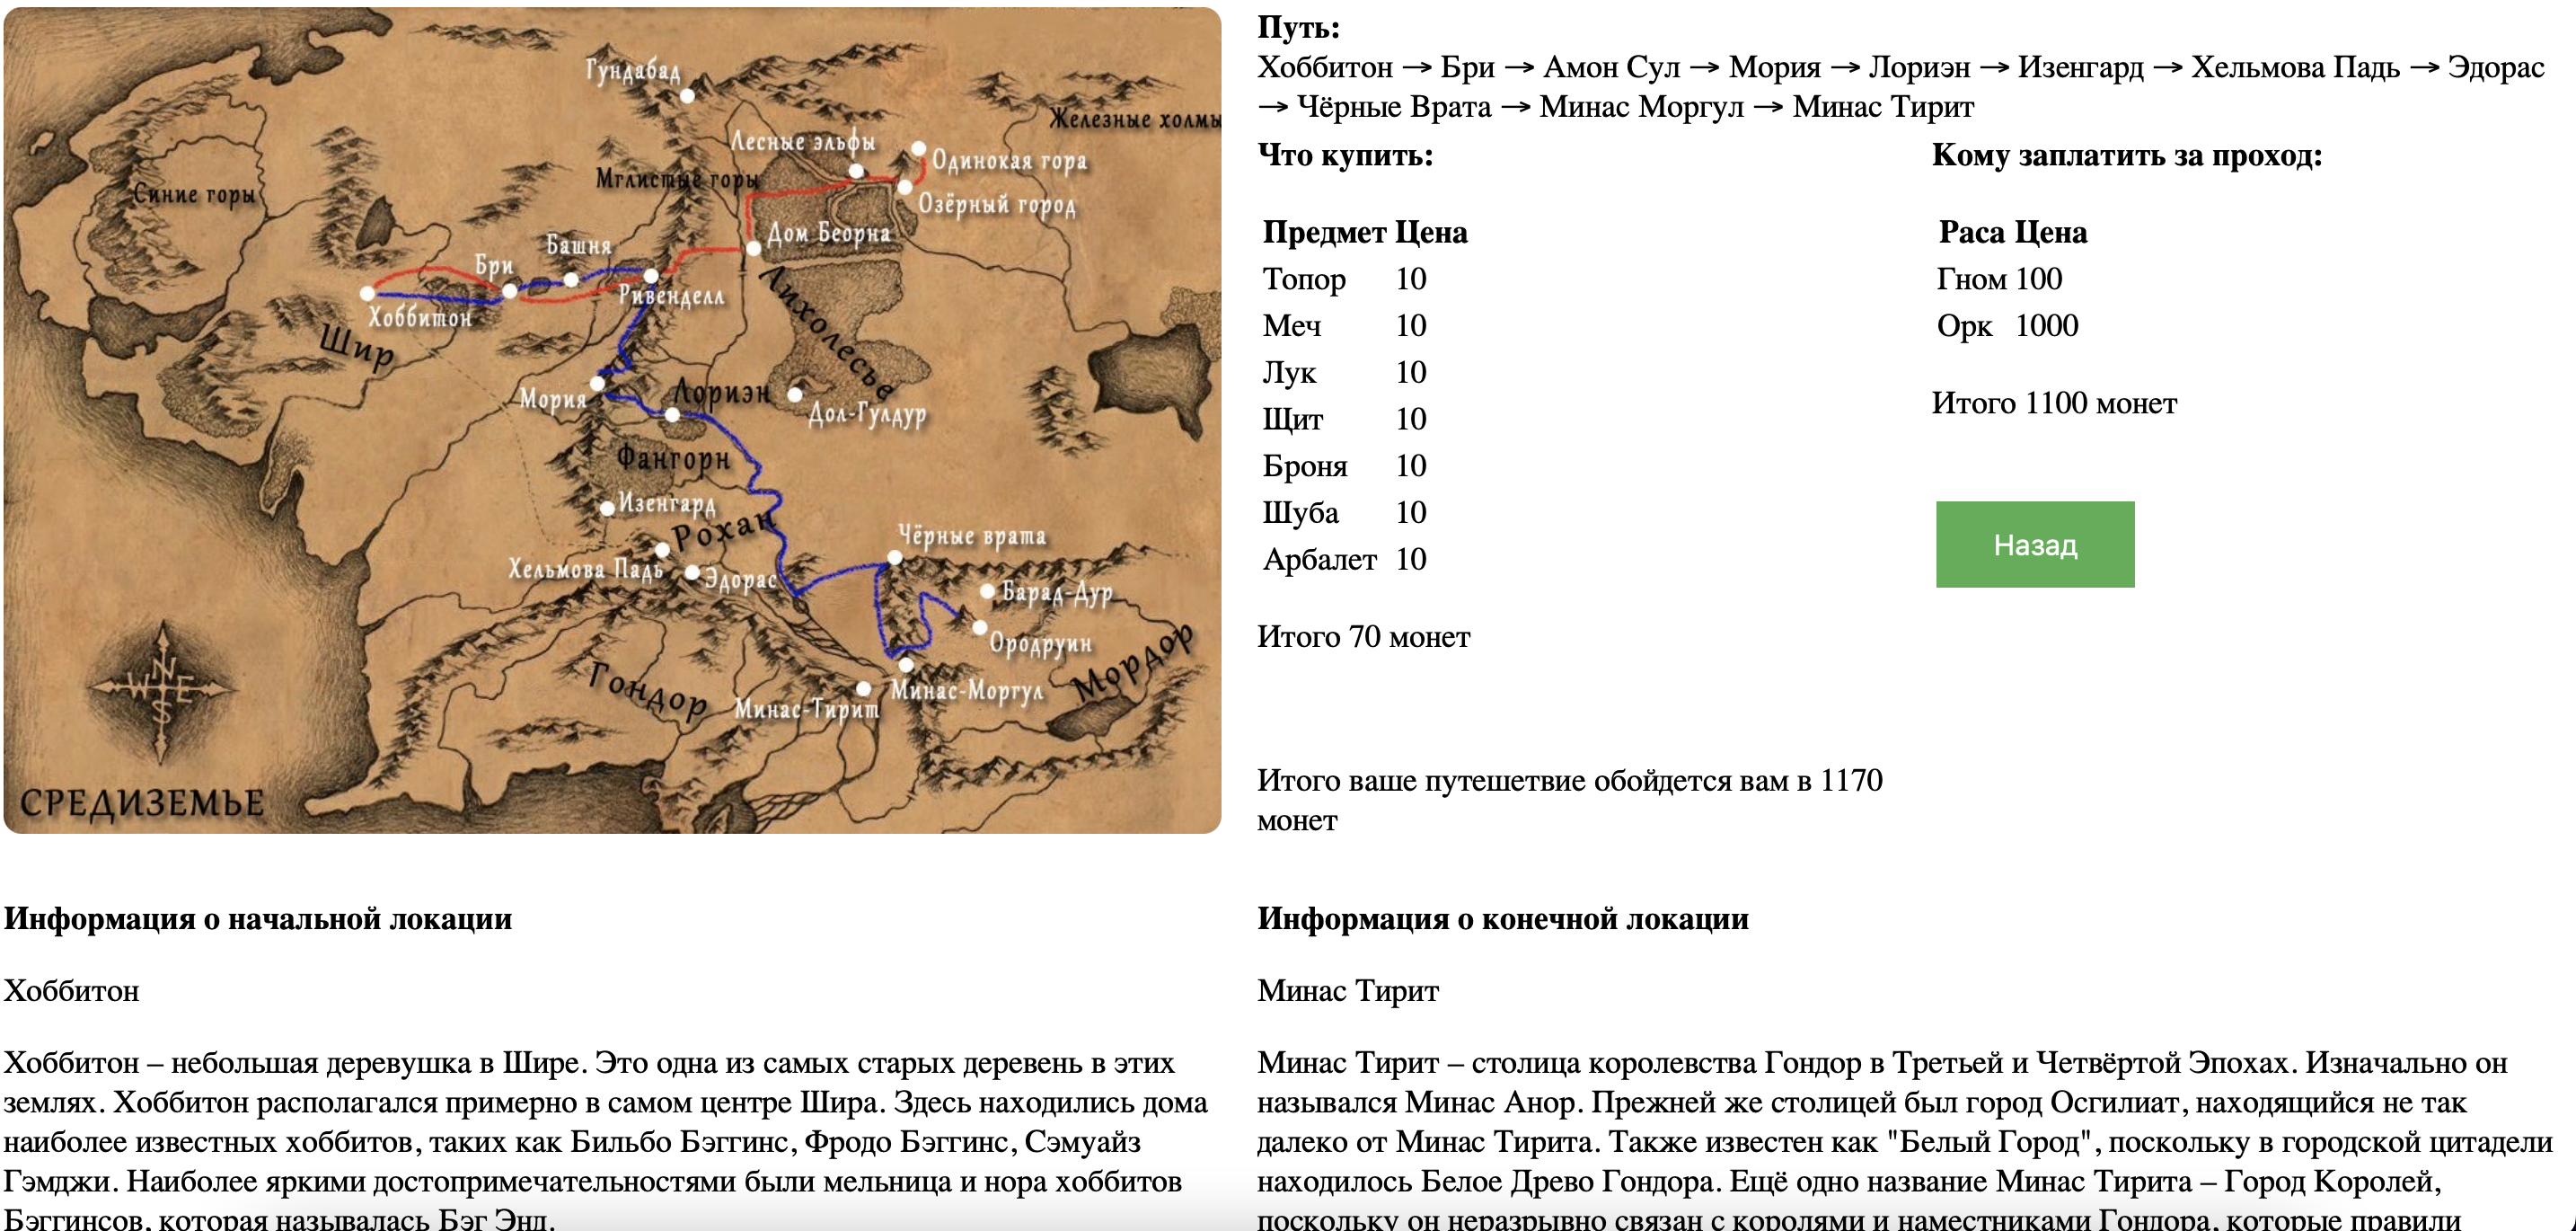 Гундабад
Железные холмы
Лесные эльфы
Одинокая гора
Мглистые горы
Синие горы
Озёрный город
Дом Беорна
Башня
Бри
Ривенделл
Хоббитон
Шир
Лихолесье
Мория
Лориэн
Дол-Гулдур
Фангорн
Изенгард
Рохан
Чёрные врата
Хельмова Падь
Эдорас
Барад-Дур
Ородруин
Мордор
Гондор
Минас-Моргул
Минас-Тирит
N
W E
S
СРЕДИЗЕМЬЕ
Путь:
Хоббитон → Бри → Амон Сул → Мория → Лориэн → Изенгард → Хельмова Падь → Эдорас
→ Чёрные Врата → Минас Моргул → Минас Тирит
Что купить:
Предмет Цена
Топор 10
Меч 10
Лук 10
Щит 10
Броня 10
Шуба 10
Арбалет 10
Итого 70 монет
Кому заплатить за проход:
Раса Цена
Гном 100
Орк 1000
Итого 1100 монет
Назад
Итого ваше путешетвие обойдется вам в 1170
монет
Информация о начальной локации
Хоббитон
Хоббитон – небольшая деревушка в Шире. Это одна из самых старых деревень в этих
землях. Хоббитон располагался примерно в самом центре Шира. Здесь находились дома
наиболее известных хоббитов, таких как Бильбо Бэггинс, Фродо Бэггинс, Сэмуайз
Гэмджи. Наиболее яркими достопримечательностями были мельница и нора хоббитов
Бэггинсов, которая называлась Бэг Энд.
Информация о конечной локации
Минас Тирит
Минас Тирит – столица королевства Гондор в Третьей и Четвёртой Эпохах. Изначально он
назывался Минас Анор. Прежней же столицей был город Осгилиат, находящийся не так
далеко от Минас Тирита. Также известен как "Белый Город", поскольку в городской цитадели
находилось Белое Древо Гондора. Ещё одно название Минас Тирита – Город Королей,
поскольку он неразрывно связан с королями и наместниками Гондора, которые правили